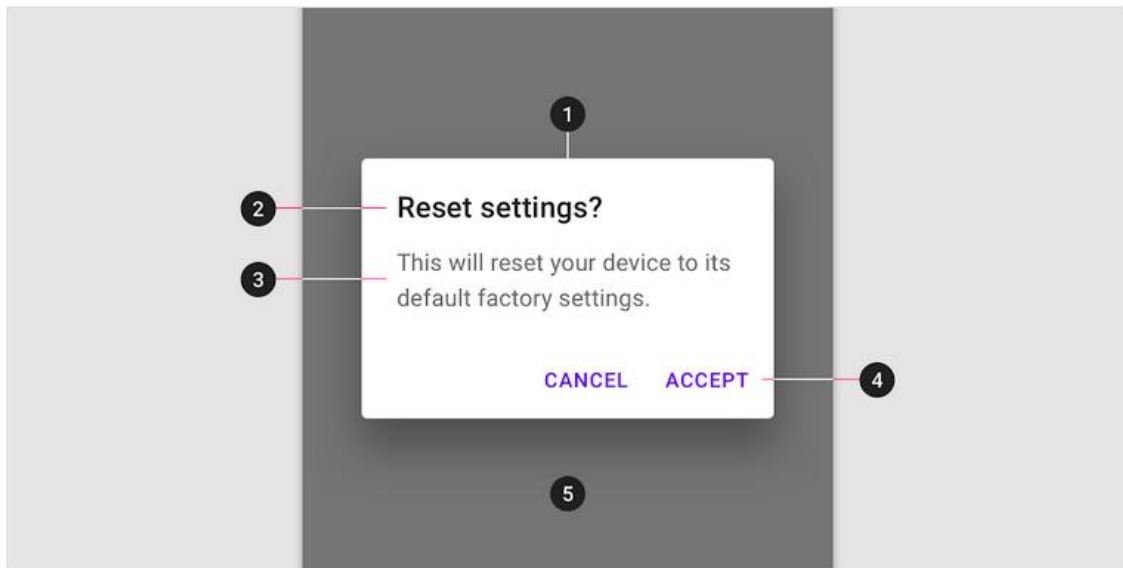 1
2
Reset settings?
3
This will reset your device to its
default factory settings.
CANCEL ACCEPT
4
5